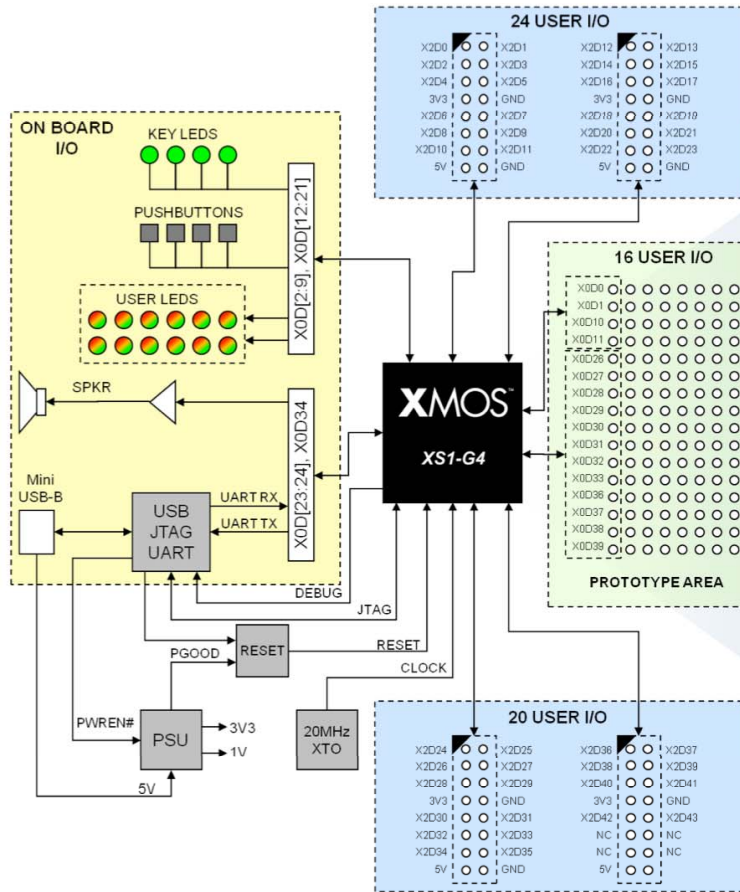 24 USER I/O
X2D0 X2D1 X2D12 X2D13
X2D2 X2D3 X2D14 X2D15
X2D4 X2D5 X2D16 X2D17
3V3 GND 3V3 GND
X2D6 X2D7 X2D18 X2D19
X2D8 X2D9 X2D20 X2D21
X2D10 X2D11 X2D22 X2D23
5V GND 5V GND
ON BOARD
I/O
KEY LEDS
PUSHBUTTONS
USER LEDS
X0D[2:9], X0D[12:21]
SPKR
X0D[23:24], X0D34
Mini
USB-B
USB
JTAG
UART
UART RX
UART TX
XMOS™
XS1-G4
16 USER I/O
X0D0
X0D1
X0D10
X0D11
X0D26
X0D27
X0D28
X0D29
X0D30
X0D31
X0D32
X0D33
X0D36
X0D37
X0D38
X0D39
PROTOTYPE AREA
DEBUG
JTAG
RESET
RESET
PGOOD
CLOCK
PWREN#
PSU
3V3
1V
5V
20MHz
XTO
20 USER I/O
X2D24 X2D25 X2D36 X2D37
X2D26 X2D27 X2D38 X2D39
X2D28 X2D29 X2D40 X2D41
3V3 GND 3V3 GND
X2D30 X2D31 X2D42 X2D43
X2D32 X2D33 NC NC
X2D34 X2D35 NC NC
5V GND 5V